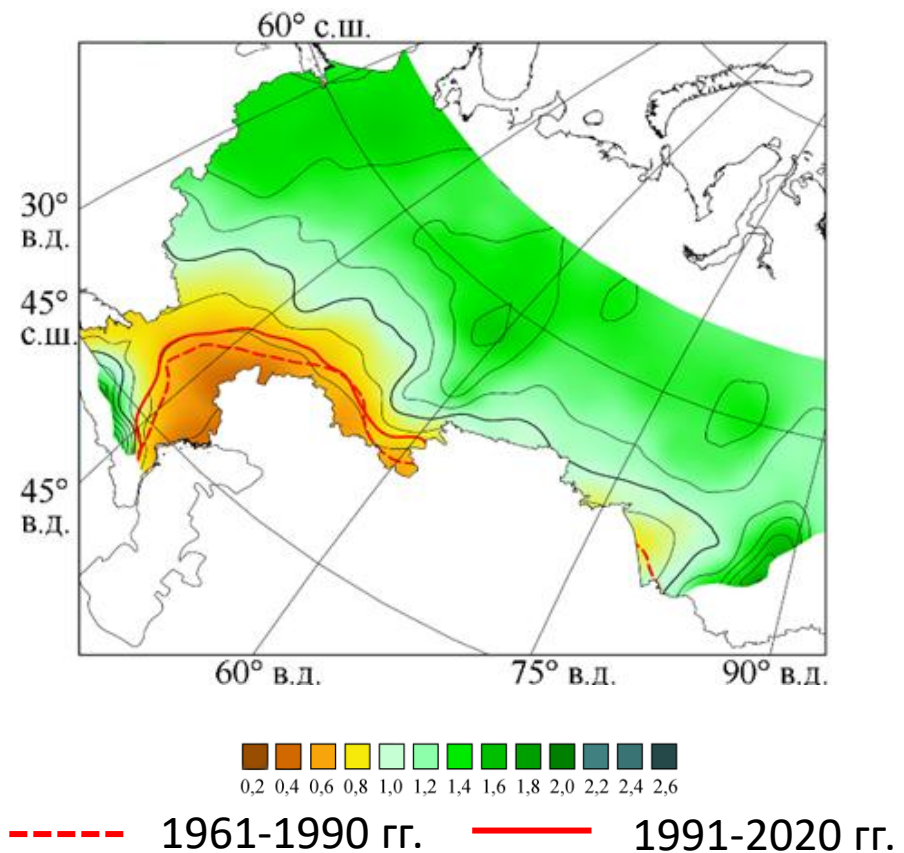 60° с.ш.
30°
в.д.
45°
с.ш.
45°
в.д.
60° в.д.
75° в.д.
90° в.д.
0,2 0,4 0,6 0,8 1,0 1,2 1,4 1,6 1,8 2,0 2,2 2,4 2,6
1961-1990 гг.
1991-2020 гг.